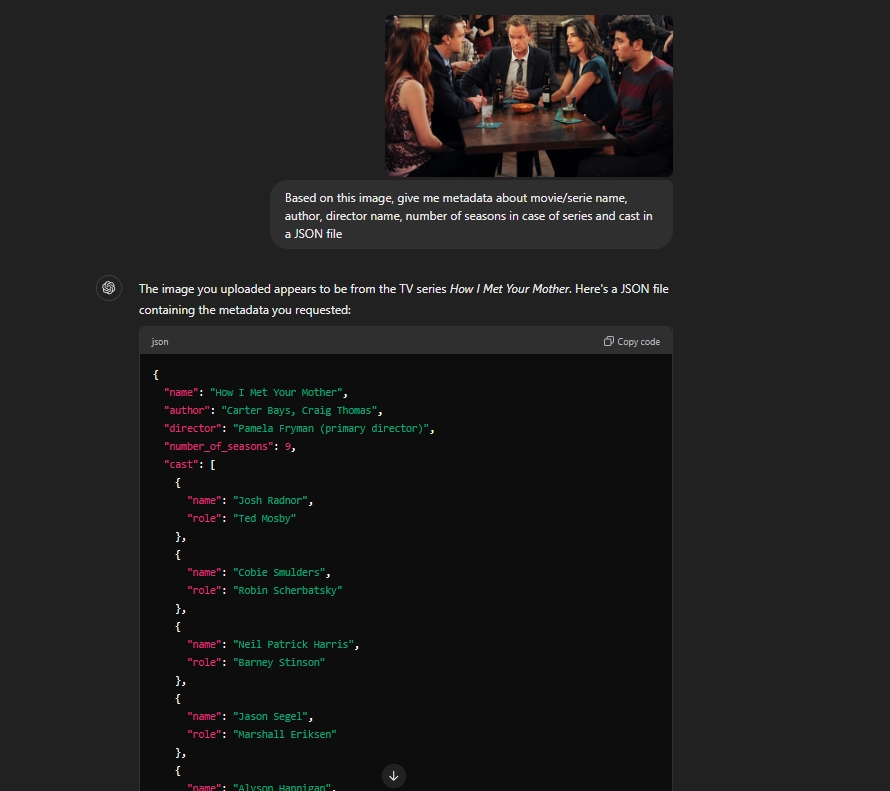 Based on this image, give me metadata about movie/serie name,
author, director name, number of seasons in case of series and cast in
a JSON file
The image you uploaded appears to be from the TV series How I Met Your Mother. Here's a JSON file
containing the metadata you requested:
json
Copy code
{
"name": "How I Met Your Mother",
"author": "Carter Bays, Craig Thomas",
"director": "Pamela Fryman (primary director)",
"number_of_seasons": 9,
"cast": [
{
"name": "Josh Radnor",
"role": "Ted Mosby"
},
{
"name": "Cobie Smulders",
"role": "Robin Scherbatsky"
},
{
"name": "Neil Patrick Harris",
"role": "Barney Stinson"
},
{
"name": "Jason Segel",
"role": "Marshall Eriksen"
},
{
"name": "Alyson Hannigan",